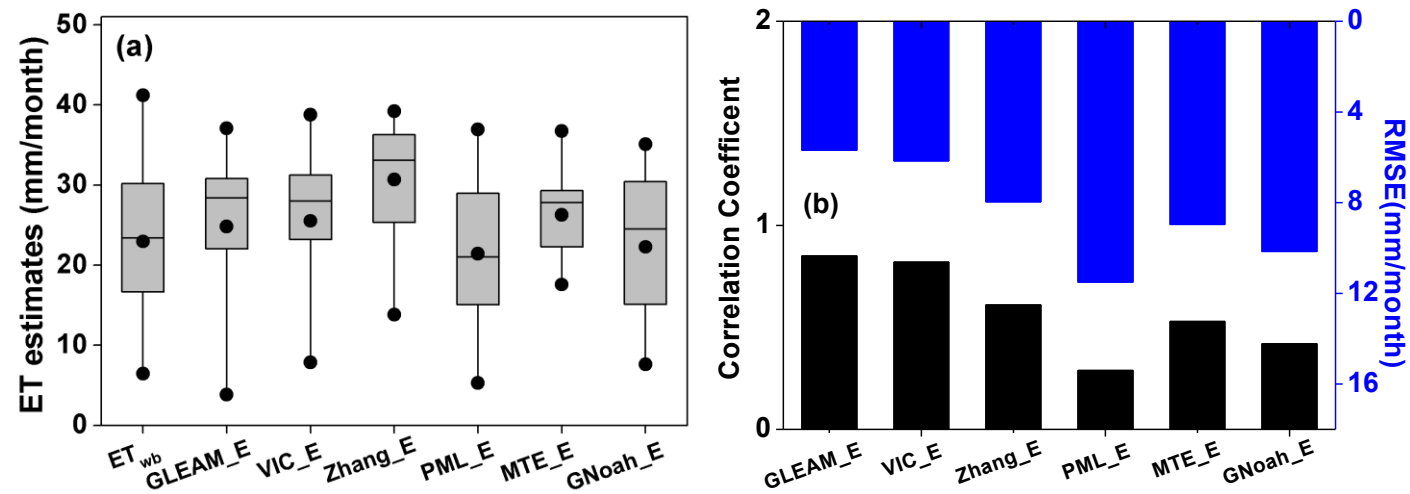 (a)
ET estimates (mm/month)
50
40
30
20
10
0
ETwb
GLEAM_E
VIC_E
Zhang_E
PML_E
MTE_E
GNoah_E
(b)
Correlation Coefficent
2
1
0
RMSE(mm/month)
0
4
8
12
16
GLEAM_E
VIC_E
Zhang_E
PML_E
MTE_E
GNoah_E